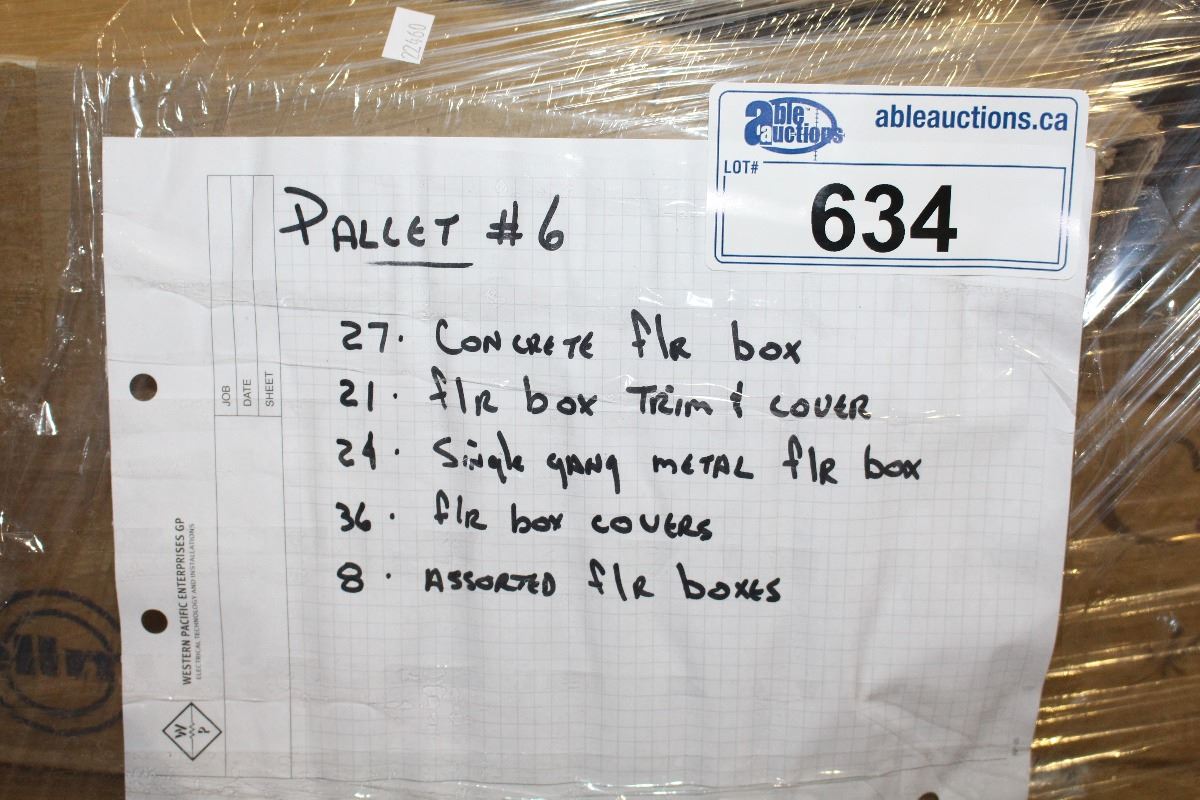 22660
able auctions
ableauctions.ca
LOT#
634
PALLET #6
27. CONCRETE flR box
21. flR box TRIM & COVER
24. Single GANG METAL flR box
36. flR box COVERS
8. ASSORTED flR boxES
JOB
DATE
SHEET
WESTERN PACIFIC ENTERPRISES GP
ELECTRICAL TECHNOLOGY AND INSTALLATIONS
W P